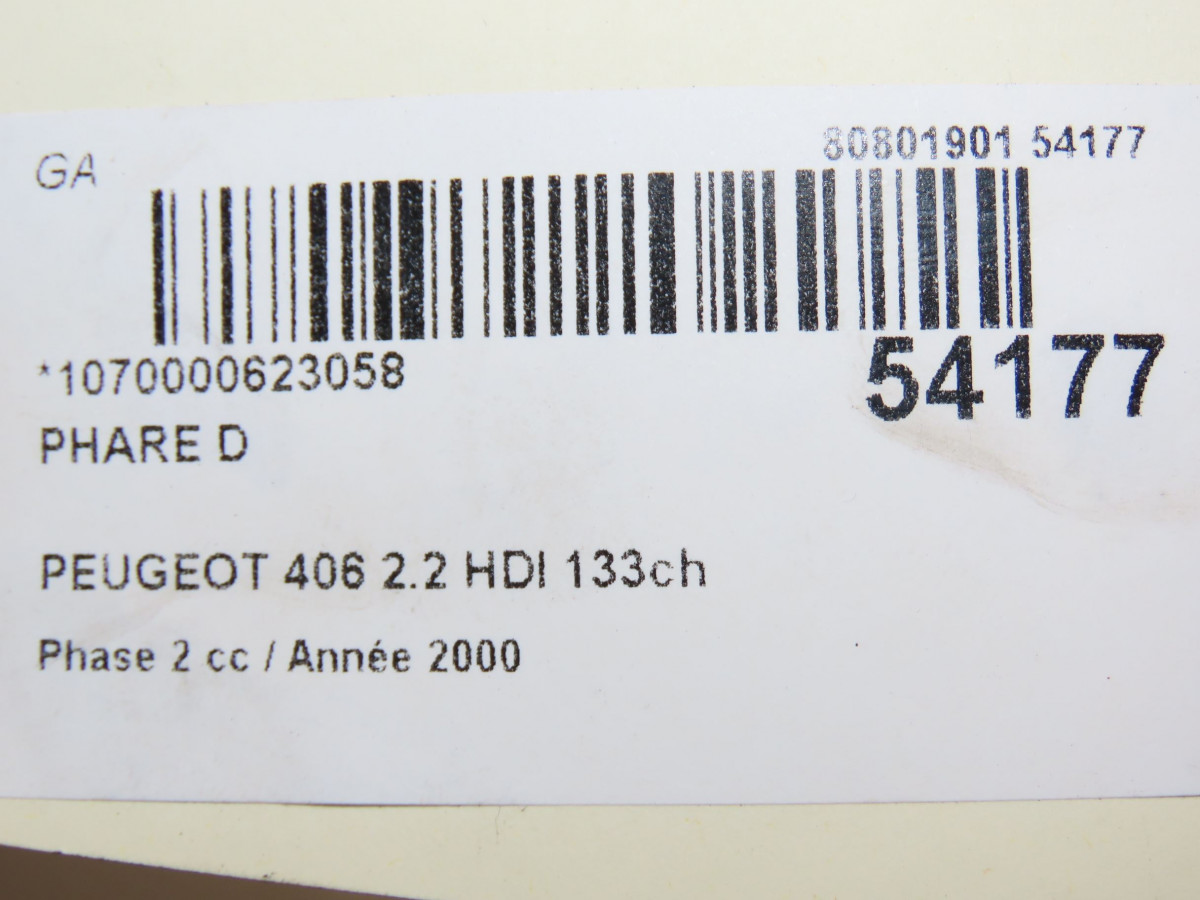 GA
80801901 54177
54177
*1070000623058
PHARE D
PEUGEOT 406 2.2 HDI 133ch
Phase 2 cc / Année 2000